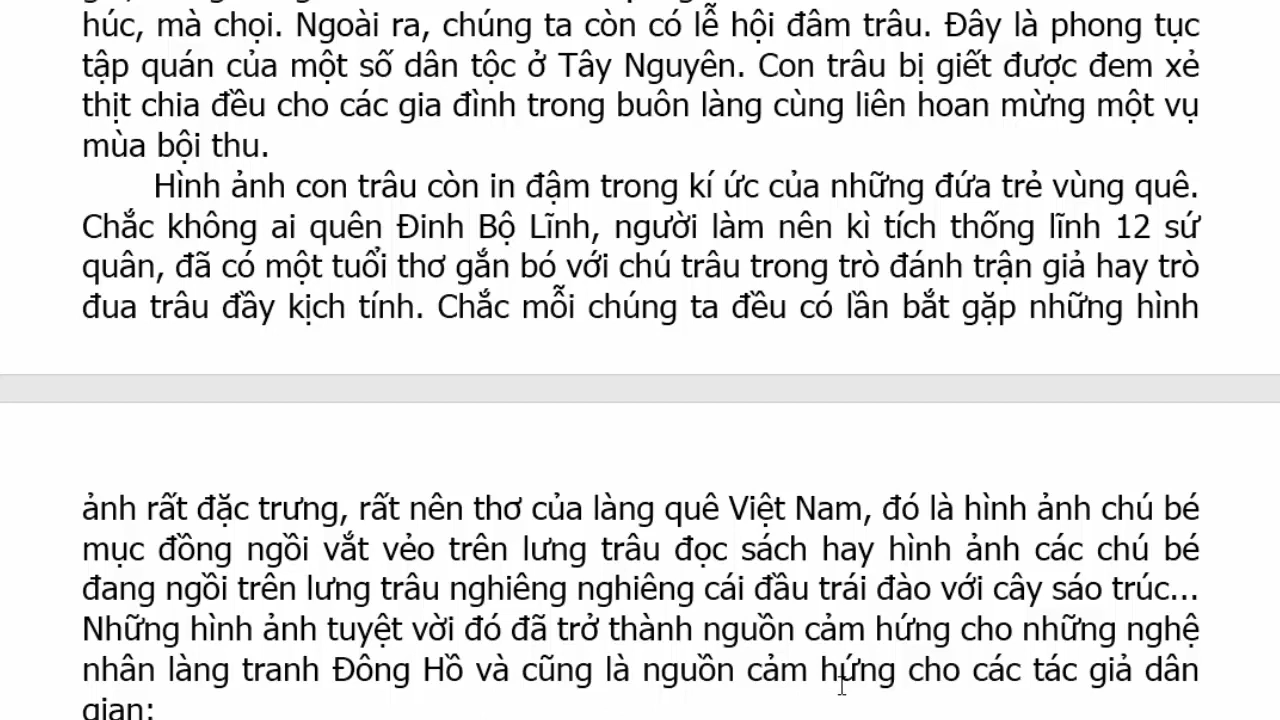 húc, mà chọi. Ngoài ra, chúng ta còn có lễ hội đâm trâu. Đây là phong tục
tập quán của một số dân tộc ở Tây Nguyên. Con trâu bị giết được đem xẻ
thịt chia đều cho các gia đình trong buôn làng cùng liên hoan mừng một vụ
mùa bội thu.
Hình ảnh con trâu còn in đậm trong kí ức của những đứa trẻ vùng quê.
Chắc không ai quên Đinh Bộ Lĩnh, người làm nên kì tích thống lĩnh 12 sứ
quân, đã có một tuổi thơ gắn bó với chú trâu trong trò đánh trận giả hay trò
đua trâu đầy kịch tính. Chắc mỗi chúng ta đều có lần bắt gặp những hình
ảnh rất đặc trưng, rất nên thơ của làng quê Việt Nam, đó là hình ảnh chú bé
mục đồng ngồi vắt vẻo trên lưng trâu đọc sách hay hình ảnh các chú bé
đang ngồi trên lưng trâu nghiêng nghiêng cái đầu trái đào với cây sáo trúc...
Những hình ảnh tuyệt vời đó đã trở thành nguồn cảm hứng cho những nghệ
nhân làng tranh Đông Hồ và cũng là nguồn cảm hứng cho các tác giả dân
gian: